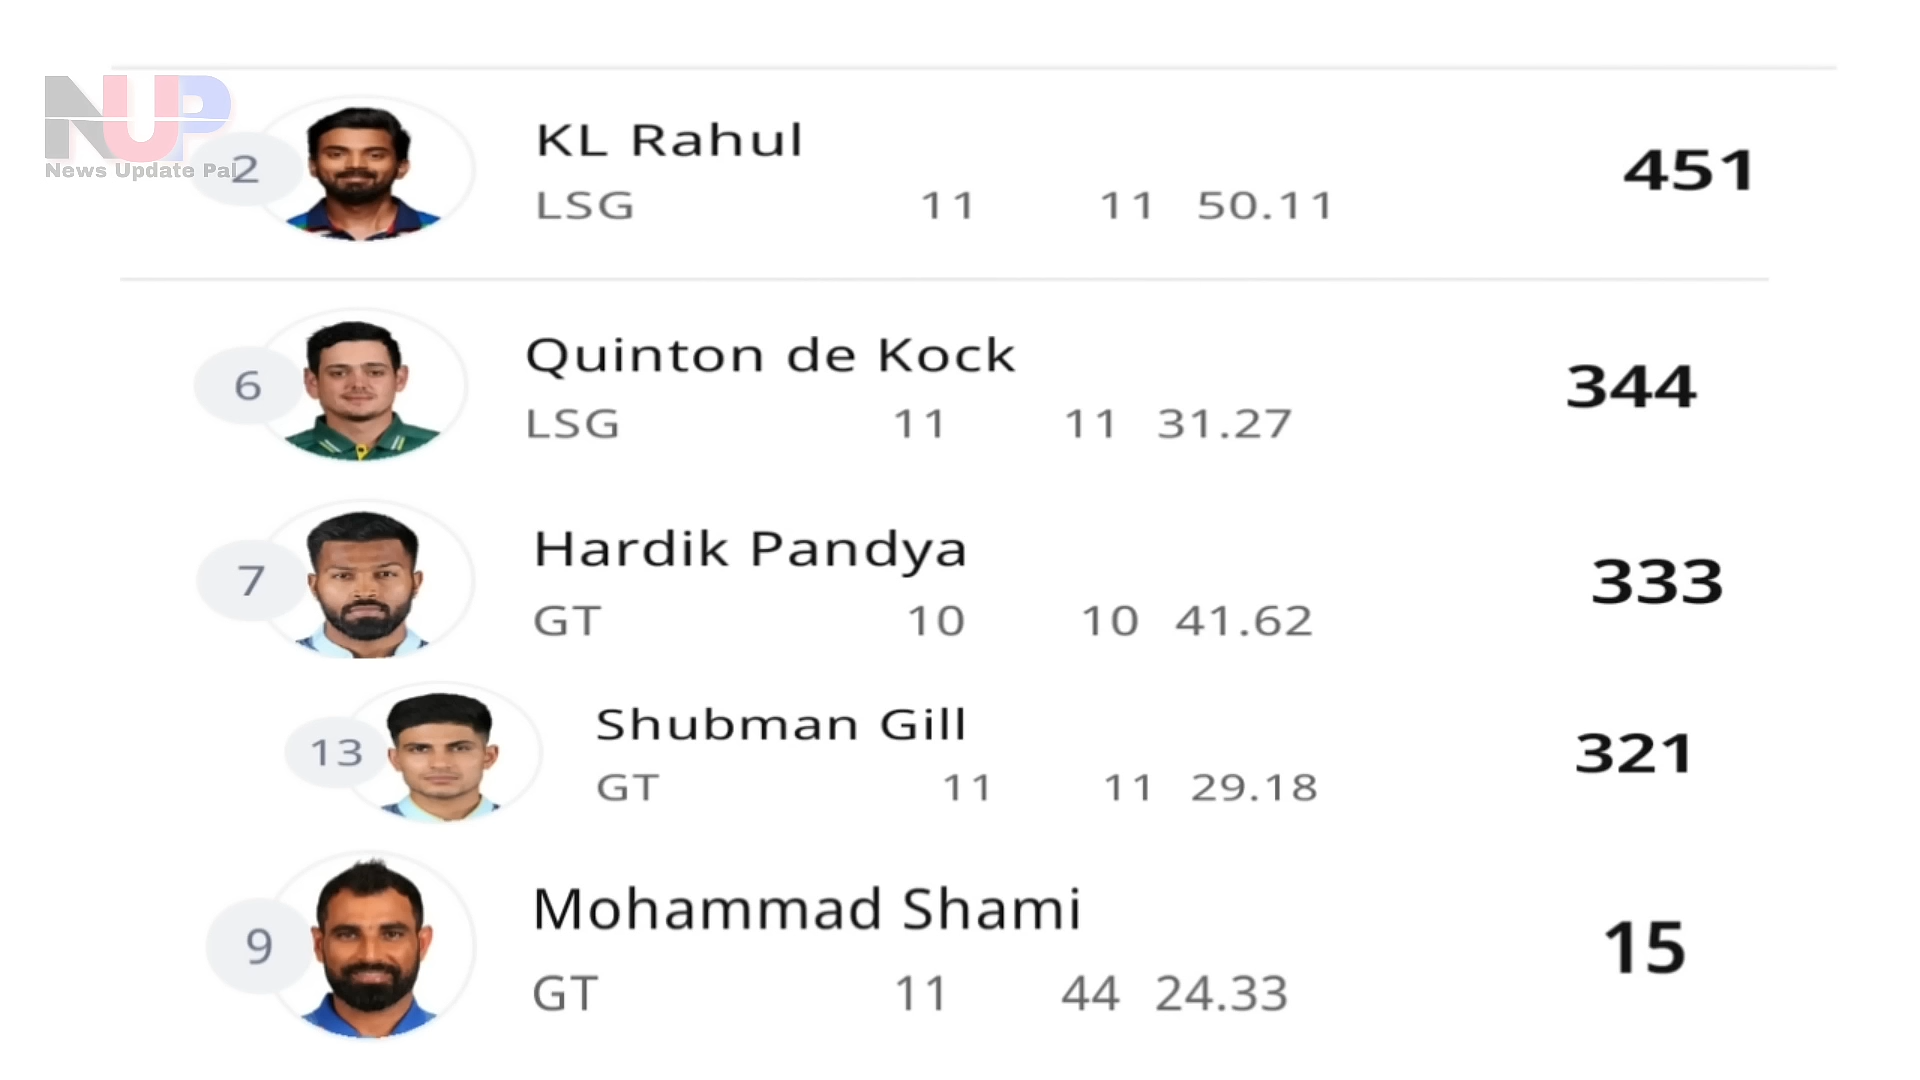 NUP
News Update Pal
2
KL Rahul
451
LSG 11 11 50.11
6
Quinton de Kock
344
LSG 11 11 31.27
7
Hardik Pandya
333
GT 10 10 41.62
13
Shubman Gill
321
GT 11 11 29.18
9
Mohammad Shami
15
GT 11 44 24.33